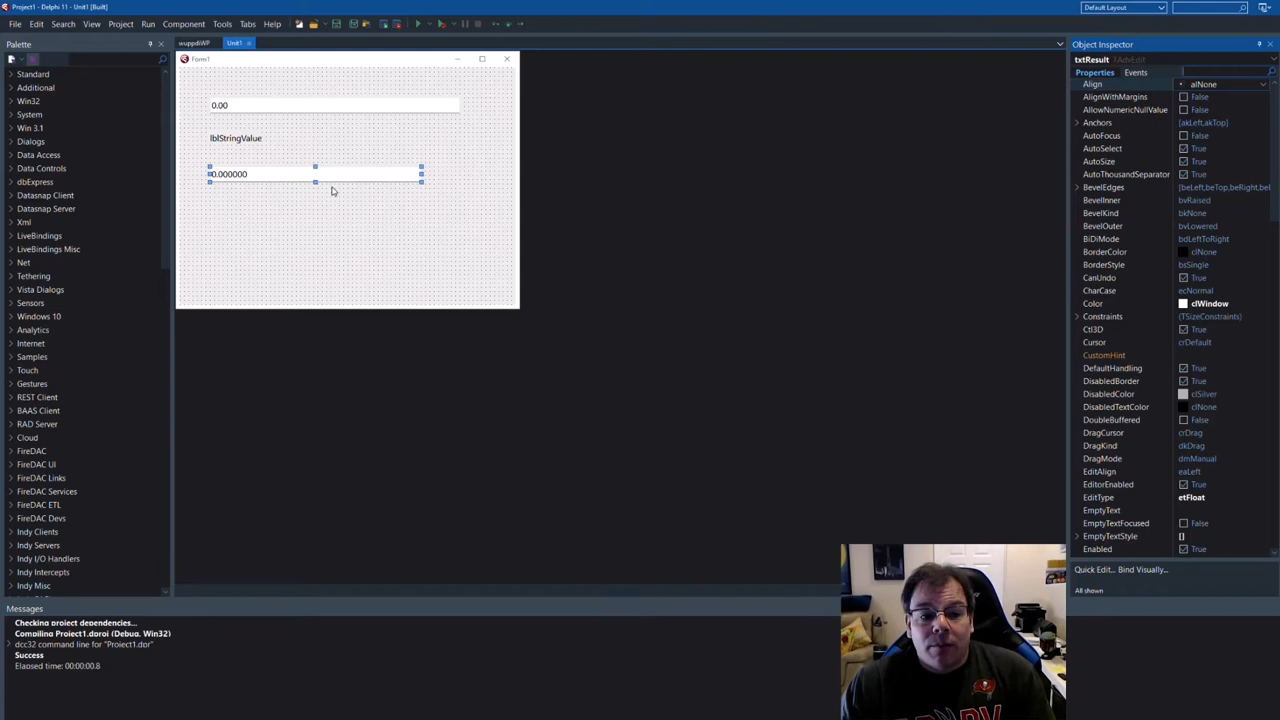 Project1 - Delphi 11 - Unit1 [Built]
Default Layout
File Edit Search View Project Run Component Tools Tabs Help
Palette
wuppdiWP
Unit1
Object Inspector
Form1
txtResult TAdvEdit
Properties Events
Standard
Additional
Win32
System
Win 3.1
Dialogs
Data Access
Data Controls
dbExpress
Datasnap Client
Datasnap Server
Xml
LiveBindings
LiveBindings Misc
Net
Tethering
Vista Dialogs
Sensors
Windows 10
Analytics
Internet
Samples
Touch
Gestures
REST Client
BAAS Client
RAD Server
Cloud
FireDAC
FireDAC UI
FireDAC Links
FireDAC Services
FireDAC ETL
FireDAC Devs
Indy Clients
Indy Servers
Indy I/O Handlers
Indy Intercepts
Indy Misc
0.00
lblStringValue
0.000000
Align alNone
AlignWithMargins False
AllowNumericNullValue False
Anchors [akLeft,akTop]
AutoFocus False
AutoSelect True
AutoSize True
AutoThousandSeparator True
BevelEdges [beLeft,beTop,beRight,be
BevelInner bvRaised
BevelKind bkNone
BevelOuter bvLowered
BiDiMode bdLeftToRight
BorderColor clNone
BorderStyle bsSingle
CanUndo True
CharCase ecNormal
Color clWindow
Constraints (TSizeConstraints)
Ctl3D True
Cursor crDefault
CustomHint
DefaultHandling True
DisabledBorder True
DisabledColor clSilver
DisabledTextColor clNone
DoubleBuffered False
DragCursor crDrag
DragKind dkDrag
DragMode dmManual
EditAlign eaLeft
EditorEnabled True
EditType etFloat
EmptyText
EmptyTextFocused False
EmptyTextStyle []
Enabled True
Quick Edit... Bind Visually...
All shown
Messages
Checking project dependencies...
Compiling Project1.dproj (Debug, Win32)
dcc32 command line for "Project1.dpr"
Success
Elapsed time: 00:00:00.8